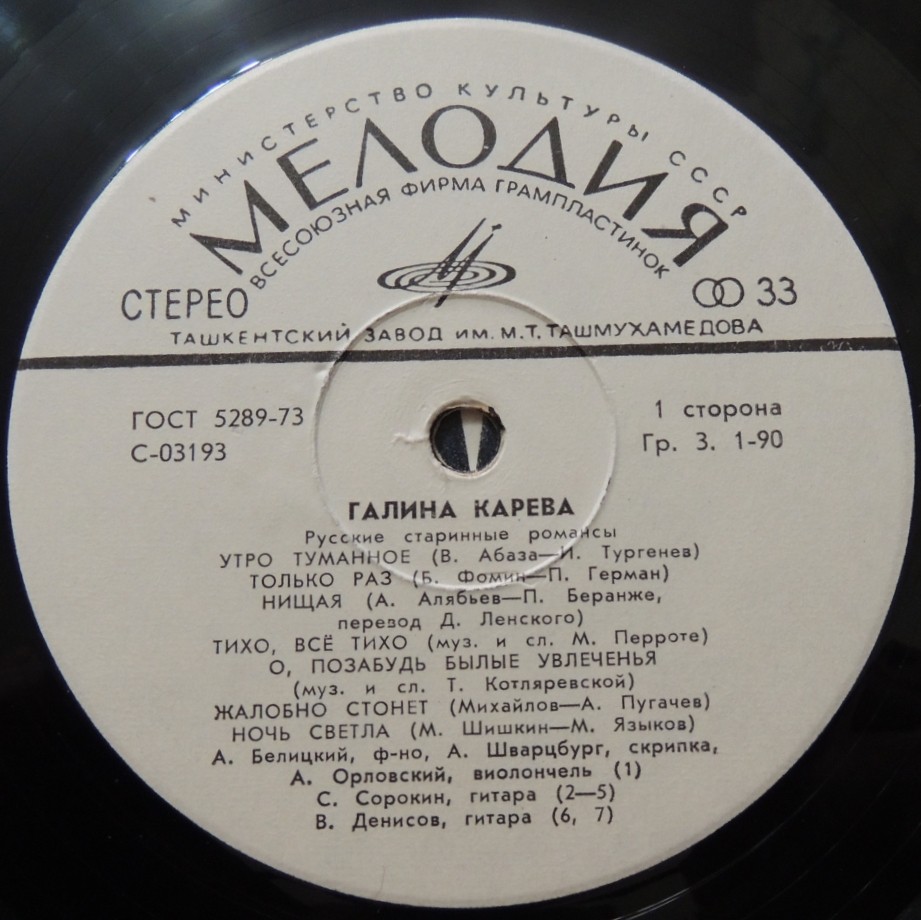 МИНИСТЕРСТВО КУЛЬТУРЫ СССР
МЕЛОДИЯ
ВСЕСОЮЗНАЯ ФИРМА ГРАМПЛАСТИНОК
СТЕРЕО
33
ТАШКЕНТСКИЙ ЗАВОД ИМ. М.Т. ТАШМУХАМЕДОВА
ГОСТ 5289-73
1 сторона
С-03193
Гр. 3. 1-90
ГАЛИНА КАРЕВА
Русские старинные романсы
УТРО ТУМАННОЕ (В. Абаза—И. Тургенев)
ТОЛЬКО РАЗ (Б. Фомин—П. Герман)
НИЩАЯ (А. Алябьев—П. Беранже,
перевод Д. Ленского)
ТИХО, ВСЁ ТИХО (муз. и сл. М. Перроте)
О, ПОЗАБУДЬ БЫЛЫЕ УВЛЕЧЕНЬЯ
(муз. и сл. Т. Котляревской)
ЖАЛОБНО СТОНЕТ (Михайлов—А. Пугачев)
НОЧЬ СВЕТЛА (М. Шишкин—М. Языков)
А. Белицкий, ф-но, А. Шварцбург, скрипка,
А. Орловский, виолончель (1)
С. Сорокин, гитара (2—5)
В. Денисов, гитара (6, 7)